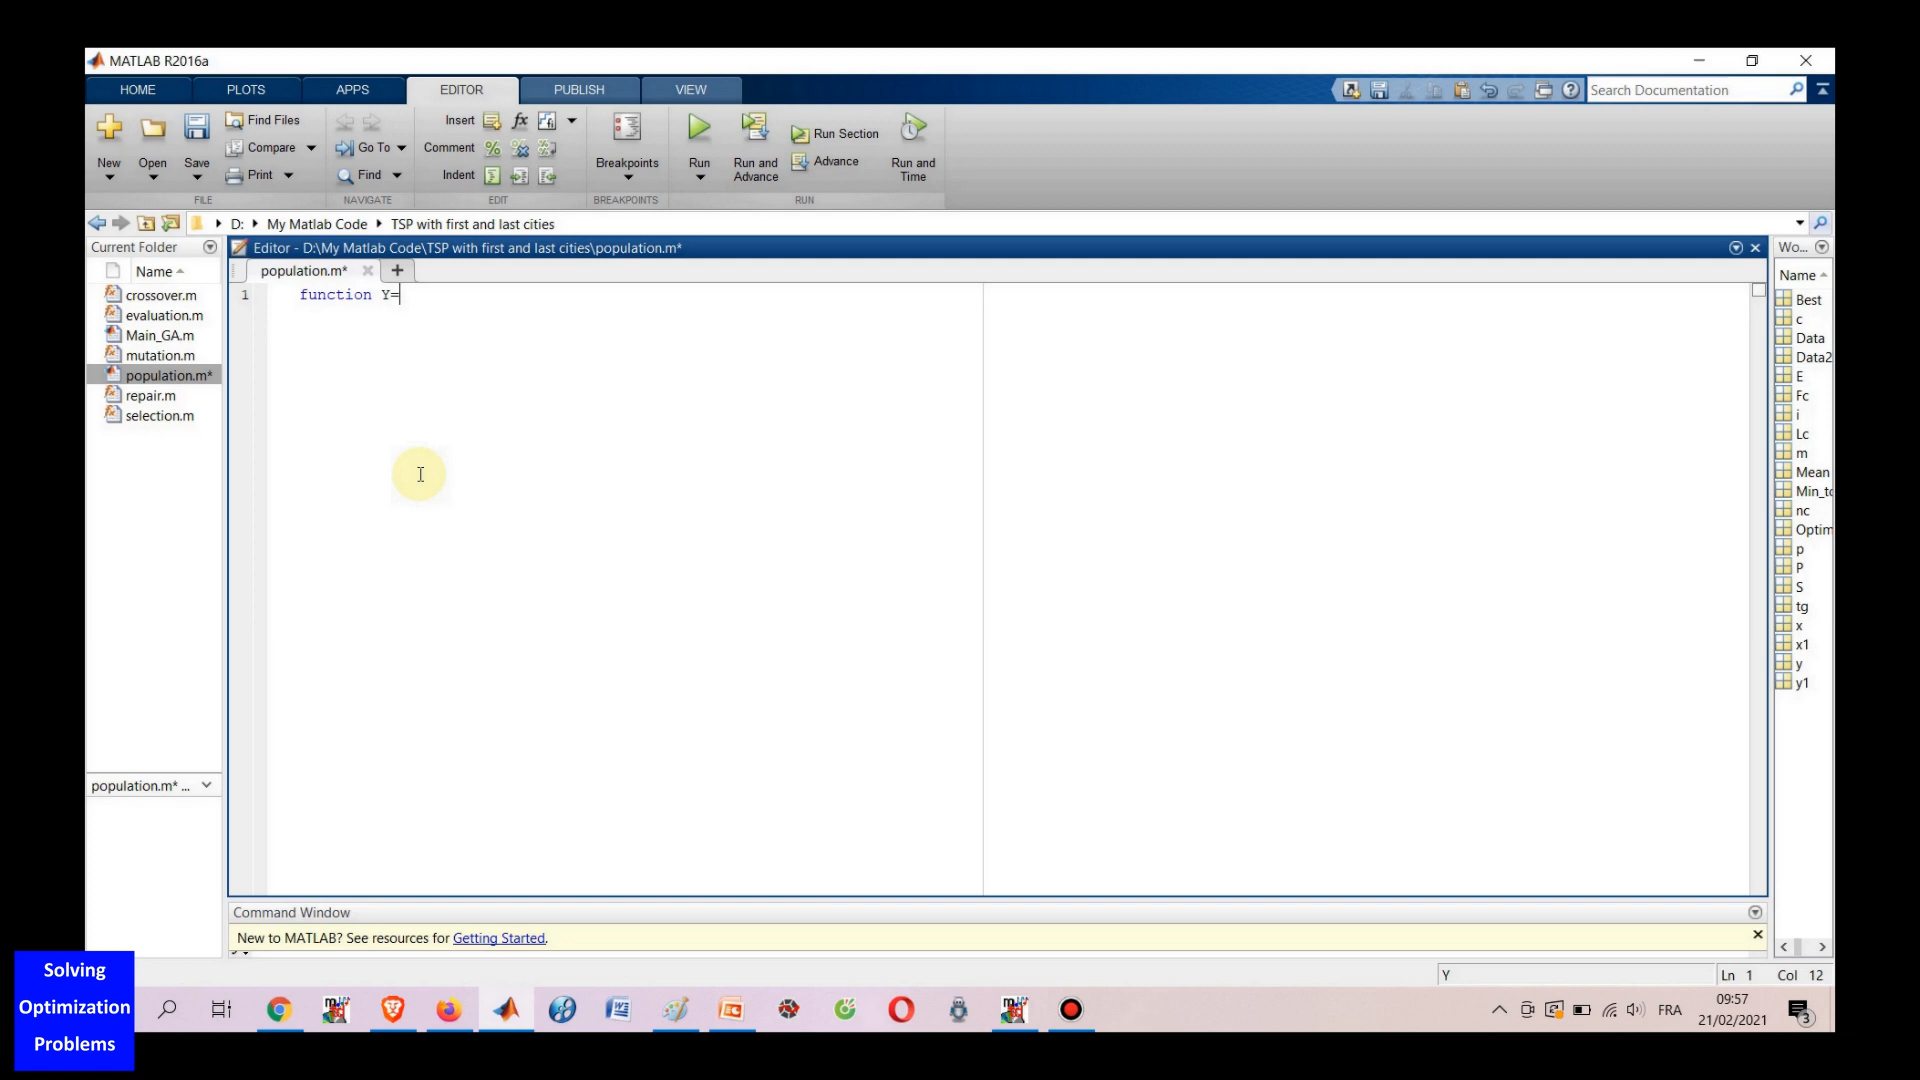 MATLAB R2016a
HOME PLOTS APPS EDITOR PUBLISH VIEW
Search Documentation
New Open Save
Find Files
Compare
Print
FILE
Go To
Find
NAVIGATE
Insert
Comment
Indent
EDIT
Breakpoints
BREAKPOINTS
Run
Run and Advance
Run Section
Advance
Run and Time
RUN
D: My Matlab Code TSP with first and last cities
Current Folder
Name
crossover.m
evaluation.m
Main_GA.m
mutation.m
population.m*
repair.m
selection.m
population.m* ...
Editor - D:\My Matlab Code\TSP with first and last cities\population.m*
population.m*
1 function Y=
Wo...
Name
Best
c
Data
Data2
E
Fc
i
Lc
m
Mean
nc
Optim
p
P
S
tg
x
x1
y
y1
Command Window
New to MATLAB? See resources for Getting Started.
Y
Ln 1 Col 12
Solving
Optimization
Problems
FRA
09:57
21/02/2021
3